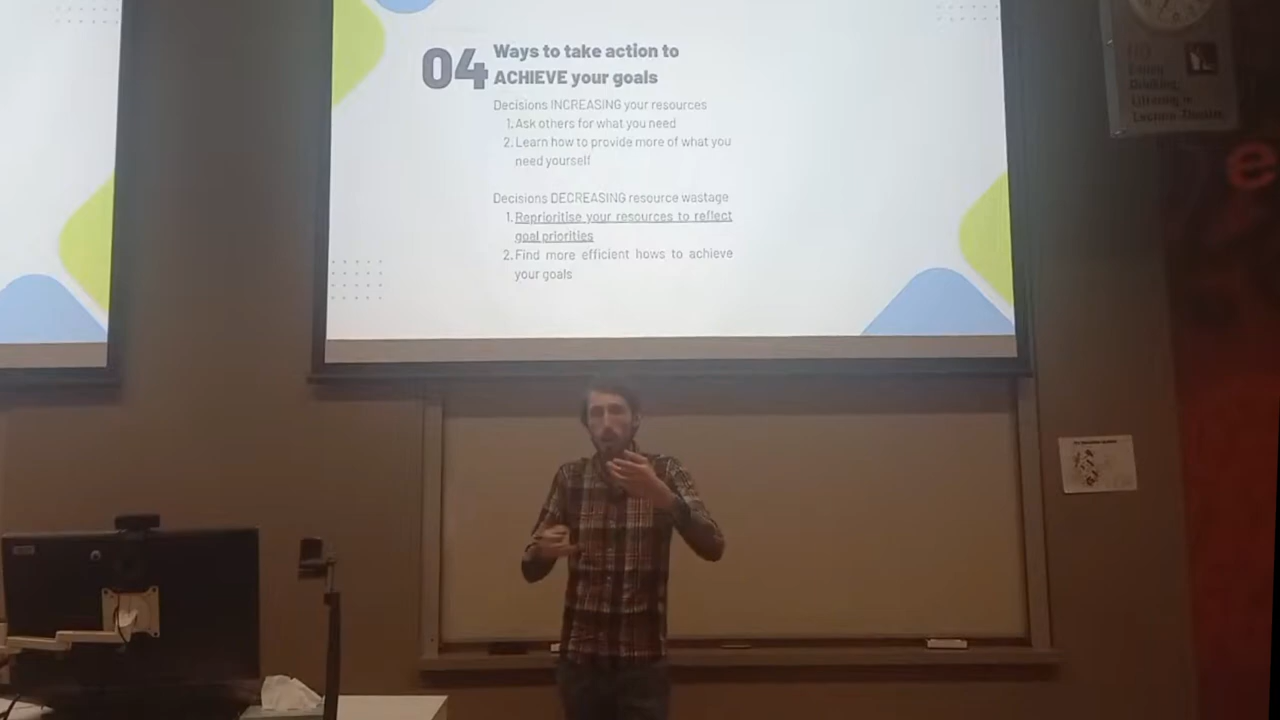 04
Ways to take action to
ACHIEVE your goals
Decisions INCREASING your resources
1. Ask others for what you need
2. Learn how to provide more of what you
need yourself
Decisions DECREASING resource wastage
1. Reprioritise your resources to reflect
goal priorities
2. Find more efficient hows to achieve
your goals
Lecture Theatre
e